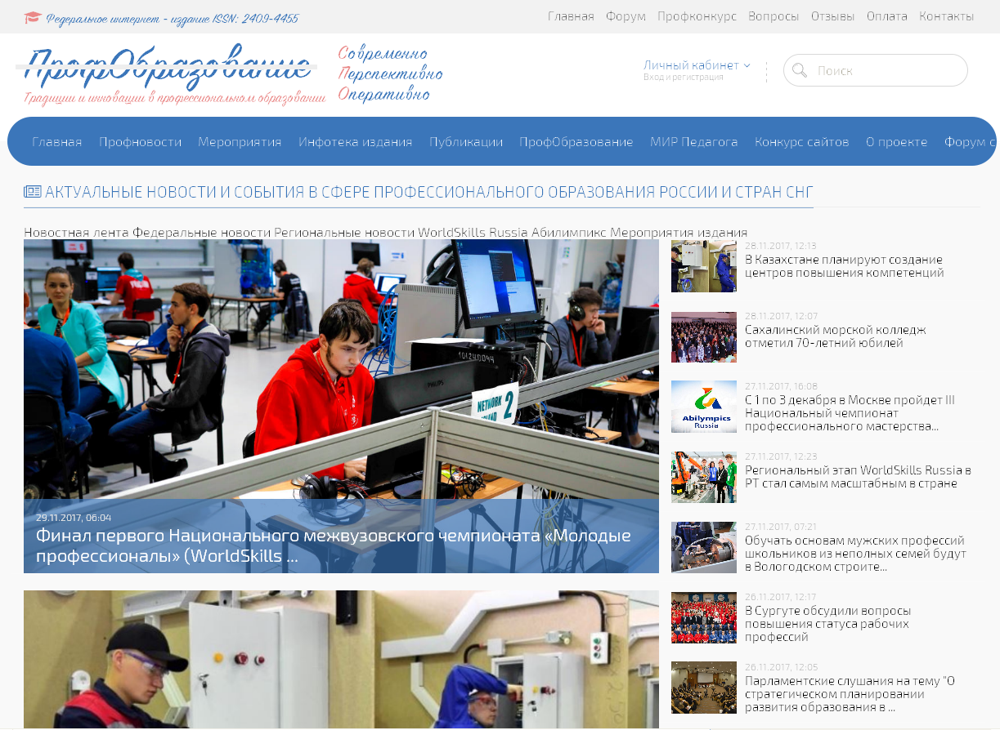 Федеральное интернет - издание ISSN: 2409-4455
Главная Форум Профконкурс Вопросы Отзывы Оплата Контакты
ПрофОбразование
Традиции и инновации в профессиональном образовании
Современно
Перспективно
Оперативно
Личный кабинет
Вход и регистрация
Поиск
Главная Профновости Мероприятия Инфотека издания Публикации ПрофОбразование МИР Педагога Конкурс сайтов О проекте Форум с
АКТУАЛЬНЫЕ НОВОСТИ И СОБЫТИЯ В СФЕРЕ ПРОФЕССИОНАЛЬНОГО ОБРАЗОВАНИЯ РОССИИ И СТРАН СНГ
Новостная лента Федеральные новости Региональные новости WorldSkills Russia Абилимпикс Мероприятия издания
101240044
PHILIPS
NETWORK
2
29.11.2017, 06:04
Финал первого Национального межвузовского чемпионата «Молодые
профессионалы» (WorldSkills ...
28.11.2017, 12:13
В Казахстане планируют создание
центров повышения компетенций
28.11.2017, 12:07
Сахалинский морской колледж
отметил 70-летний юбилей
Abilympics
Russia
27.11.2017, 16:08
С 1 по 3 декабря в Москве пройдет III
Национальный чемпионат
профессионального мастерства...
27.11.2017, 12:23
Региональный этап WorldSkills Russia в
РТ стал самым масштабным в стране
27.11.2017, 07:21
Обучать основам мужских профессий
школьников из неполных семей будут
в Вологодском строите...
26.11.2017, 12:17
В Сургуте обсудили вопросы
повышения статуса рабочих
профессий
26.11.2017, 12:05
Парламентские слушания на тему "О
стратегическом планировании
развития образования в ...